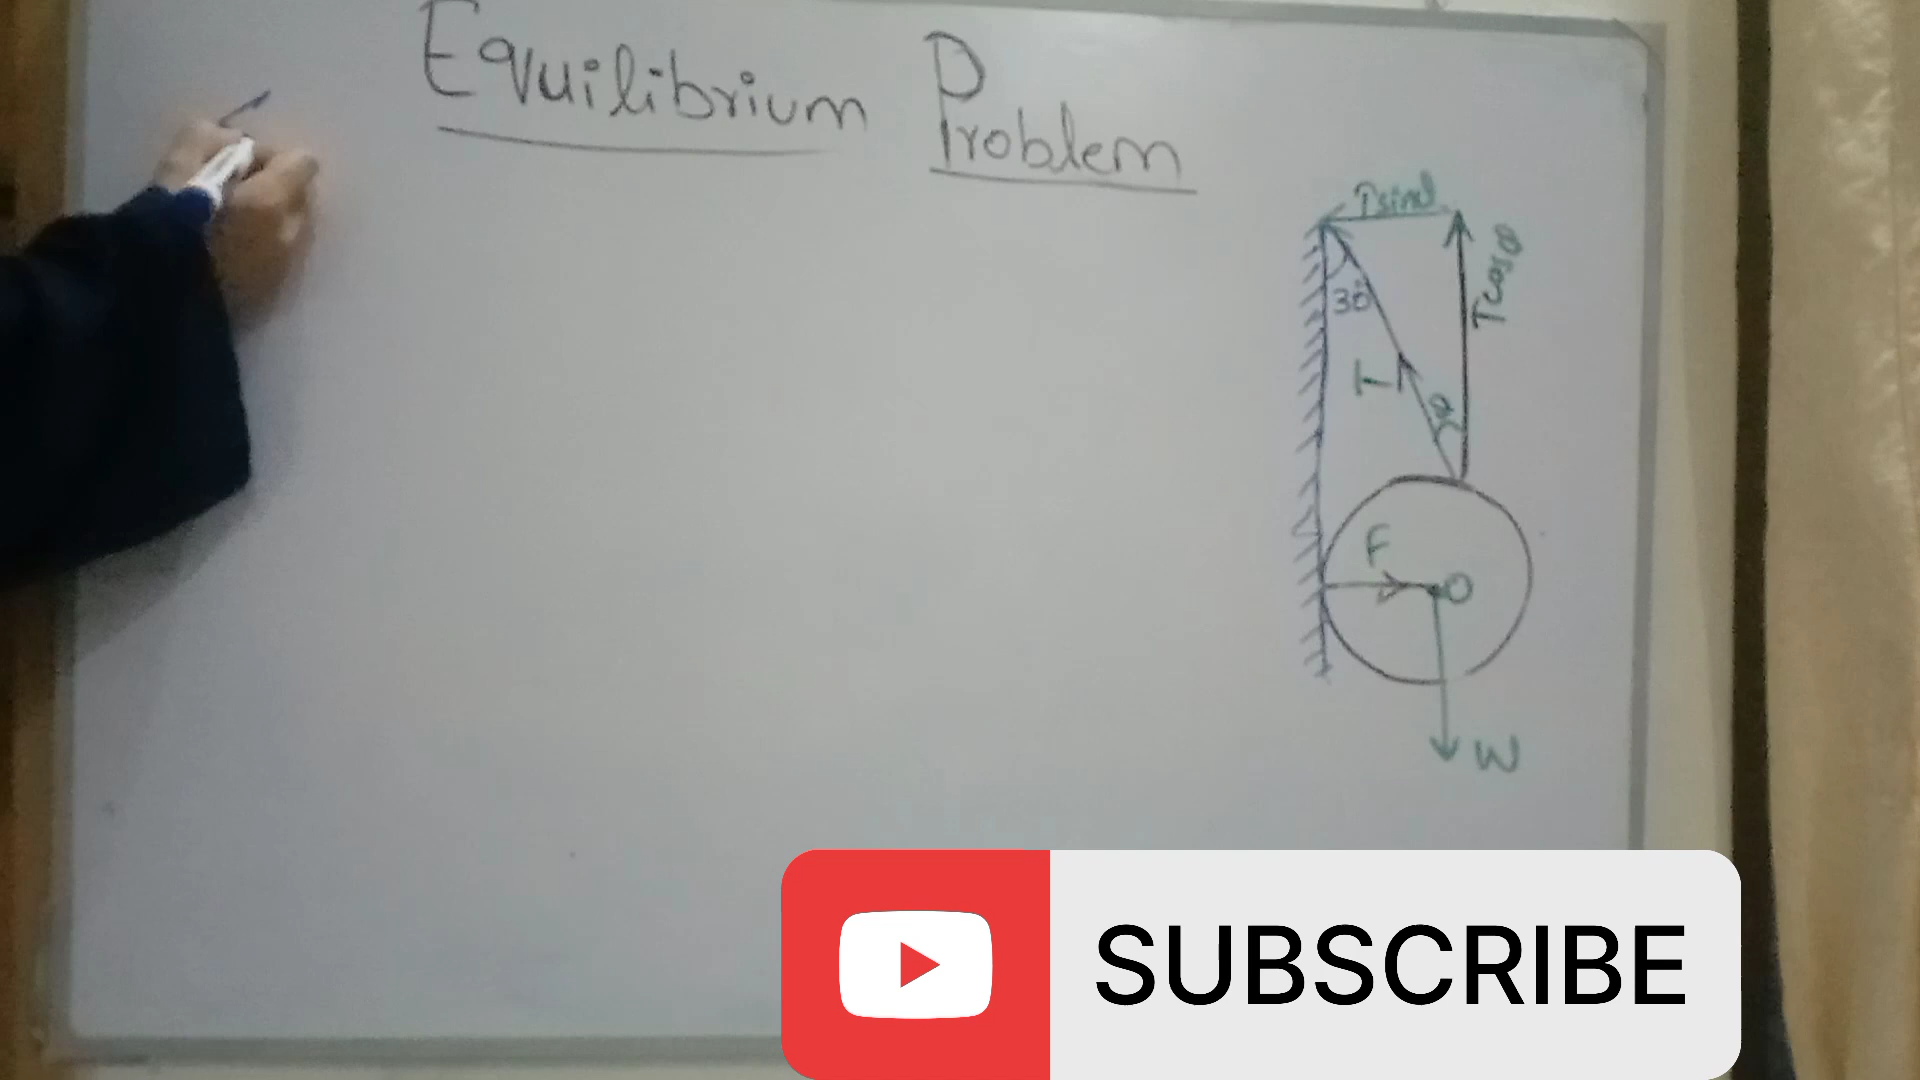 Equilibrium Problem
Tsinθ
Tcosθ
30°
T
θ
F
O
W
SUBSCRIBE